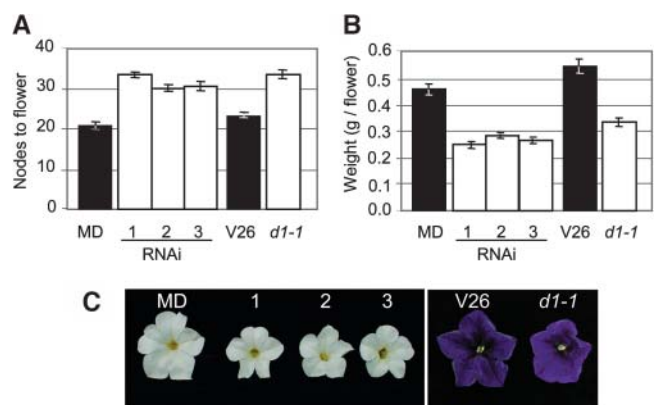 A
Nodes to flower
40
30
20
10
0
MD 1 2 3 V26 d1-1
RNAi
B
Weight (g / flower)
0.6
0.5
0.4
0.3
0.2
0.1
0.0
MD 1 2 3 V26 d1-1
RNAi
C
MD 1 2 3 V26 d1-1